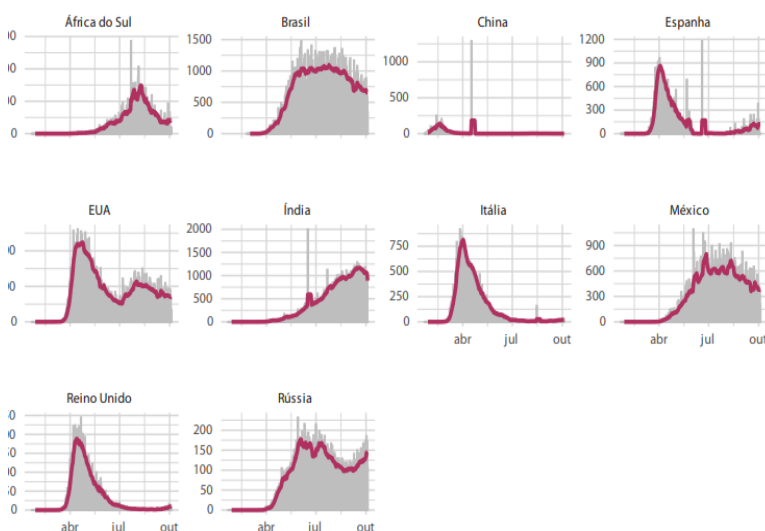 África do Sul
Brasil
China
Espanha
1500
1000
500
0
1000
500
0
1200
900
600
300
0
0
EUA
Índia
Itália
México
2000
1500
1000
500
0
750
500
250
0
900
600
300
0
0
abr jul out
abr jul out
Reino Unido
Rússia
200
150
100
50
0
0
abr jul out
abr jul out